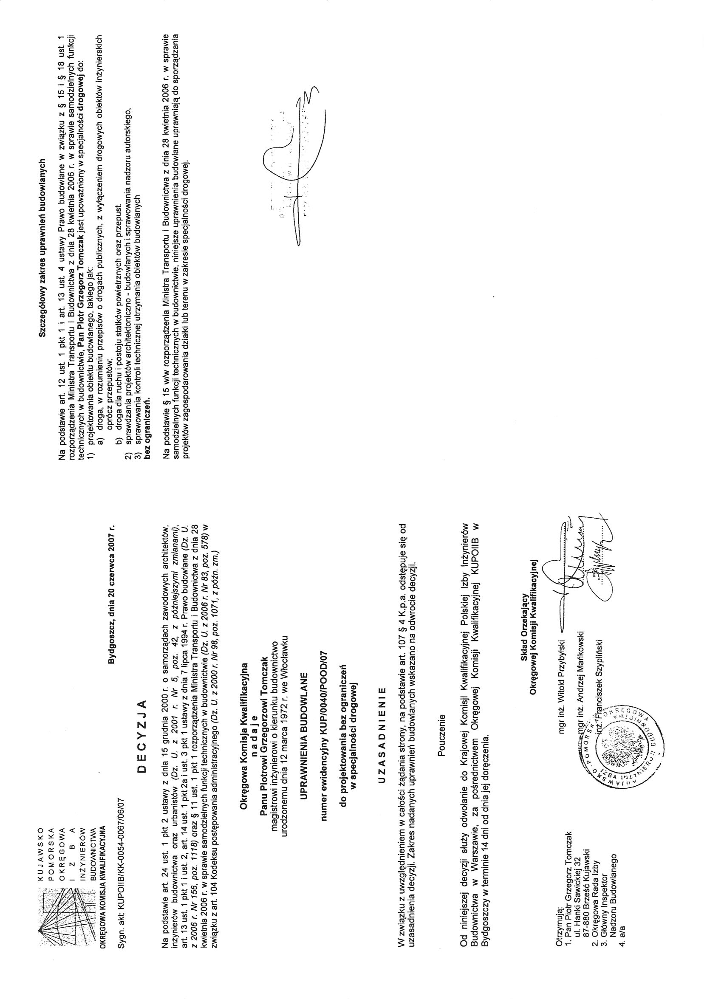 KUJAWSKO
POMORSKA
OKRĘGOWA
I Z B A
INŻYNIERÓW
BUDOWNICTWA
OKRĘGOWA KOMISJA KWALIFIKACYJNA
Sygn. akt: KUPOIIB/KK-0054-0067/06/07
Bydgoszcz, dnia 20 czerwca 2007 r.
DECYZJA
Na podstawie art. 24 ust. 1 pkt 2 ustawy z dnia 15 grudnia 2000 r. o samorządach zawodowych architektów,
inżynierów budownictwa oraz urbanistów (Dz. U. z 2001 r. Nr 5, poz. 42, z późniejszymi zmianami),
art. 13 ust. 1 pkt 1 i ust. 2, art. 14 ust. 1 pkt 2a i ust. 3 pkt 1 ustawy z dnia 7 lipca 1994 r. Prawo budowlane (Dz. U.
z 2006 r. Nr 156, poz. 1118) oraz § 11 ust. 1 pkt 1 rozporządzenia Ministra Transportu i Budownictwa z dnia 28
kwietnia 2006 r. w sprawie samodzielnych funkcji technicznych w budownictwie (Dz. U. z 2006 r. Nr 83, poz. 578) w
związku z art. 104 Kodeksu postępowania administracyjnego (Dz. U. z 2000 r. Nr 98, poz. 1071, z późn. zm.)
Okręgowa Komisja Kwalifikacyjna
nadaje
Panu Piotrowi Grzegorzowi Tomczak
magistrowi inżynierowi o kierunku budownictwo
urodzonemu dnia 12 marca 1972 r. we Włocławku
UPRAWNIENIA BUDOWLANE
numer ewidencyjny KUP/0040/POOD/07
do projektowania bez ograniczeń
w specjalności drogowej
UZASADNIENIE
W związku z uwzględnieniem w całości żądania strony, na podstawie art. 107 § 4 K.p.a. odstępuje się od
uzasadnienia decyzji. Zakres nadanych uprawnień budowlanych wskazano na odwrocie decyzji.
Pouczenie
Od niniejszej decyzji służy odwołanie do Krajowej Komisji Kwalifikacyjnej Polskiej Izby Inżynierów
Budownictwa w Warszawie, za pośrednictwem Okręgowej Komisji Kwalifikacyjnej KUPOIIB w
Bydgoszczy w terminie 14 dni od dnia jej doręczenia.
Skład Orzekający
Okręgowej Komisji Kwalifikacyjnej
mgr inż. Witold Przybylski
mgr inż. Andrzej Mańkowski
inż. Franciszek Szypliński
KUJAWSKO-POMORSKA OKRĘGOWA
IZBA INŻYNIERÓW BUDOWNICTWA
Otrzymują:
1. Pan Piotr Grzegorz Tomczak
ul. Hanki Sawickiej 32
87-880 Brześć Kujawski
2. Okręgowa Rada Izby
3. Główny Inspektor
Nadzoru Budowlanego
4. a/a
Szczegółowy zakres uprawnień budowlanych
Na podstawie art. 12 ust. 1 pkt 1 i art. 13 ust. 4 ustawy Prawo budowlane w związku z § 15 i § 18 ust. 1
rozporządzenia Ministra Transportu i Budownictwa z dnia 28 kwietnia 2006 r. w sprawie samodzielnych funkcji
technicznych w budownictwie, Pan Piotr Grzegorz Tomczak jest upoważniony w specjalności drogowej do:
1) projektowania obiektu budowlanego, takiego jak:
a) droga, w rozumieniu przepisów o drogach publicznych, z wyłączeniem drogowych obiektów inżynierskich
oprócz przepustów;
b) droga dla ruchu i postoju statków powietrznych oraz przepust.
2) sprawdzania projektów architektoniczno - budowlanych i sprawowania nadzoru autorskiego,
3) sprawowania kontroli technicznej utrzymania obiektów budowlanych
bez ograniczeń.
Na podstawie § 15 w/w rozporządzenia Ministra Transportu i Budownictwa z dnia 28 kwietnia 2006 r. w sprawie
samodzielnych funkcji technicznych w budownictwie, niniejsze uprawnienia budowlane uprawniają do sporządzania
projektów zagospodarowania działki lub terenu w zakresie specjalności drogowej.